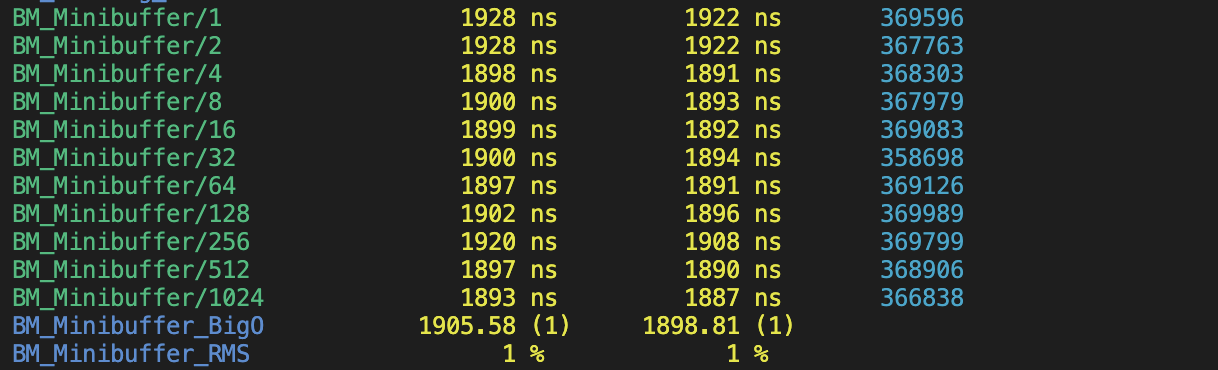 BM_Minibuffer/1 1928 ns 1922 ns 369596
BM_Minibuffer/2 1928 ns 1922 ns 367763
BM_Minibuffer/4 1898 ns 1891 ns 368303
BM_Minibuffer/8 1900 ns 1893 ns 367979
BM_Minibuffer/16 1899 ns 1892 ns 369083
BM_Minibuffer/32 1900 ns 1894 ns 358698
BM_Minibuffer/64 1897 ns 1891 ns 369126
BM_Minibuffer/128 1902 ns 1896 ns 369989
BM_Minibuffer/256 1920 ns 1908 ns 369799
BM_Minibuffer/512 1897 ns 1890 ns 368906
BM_Minibuffer/1024 1893 ns 1887 ns 366838
BM_Minibuffer_BigO 1905.58 (1) 1898.81 (1)
BM_Minibuffer_RMS 1 % 1 %